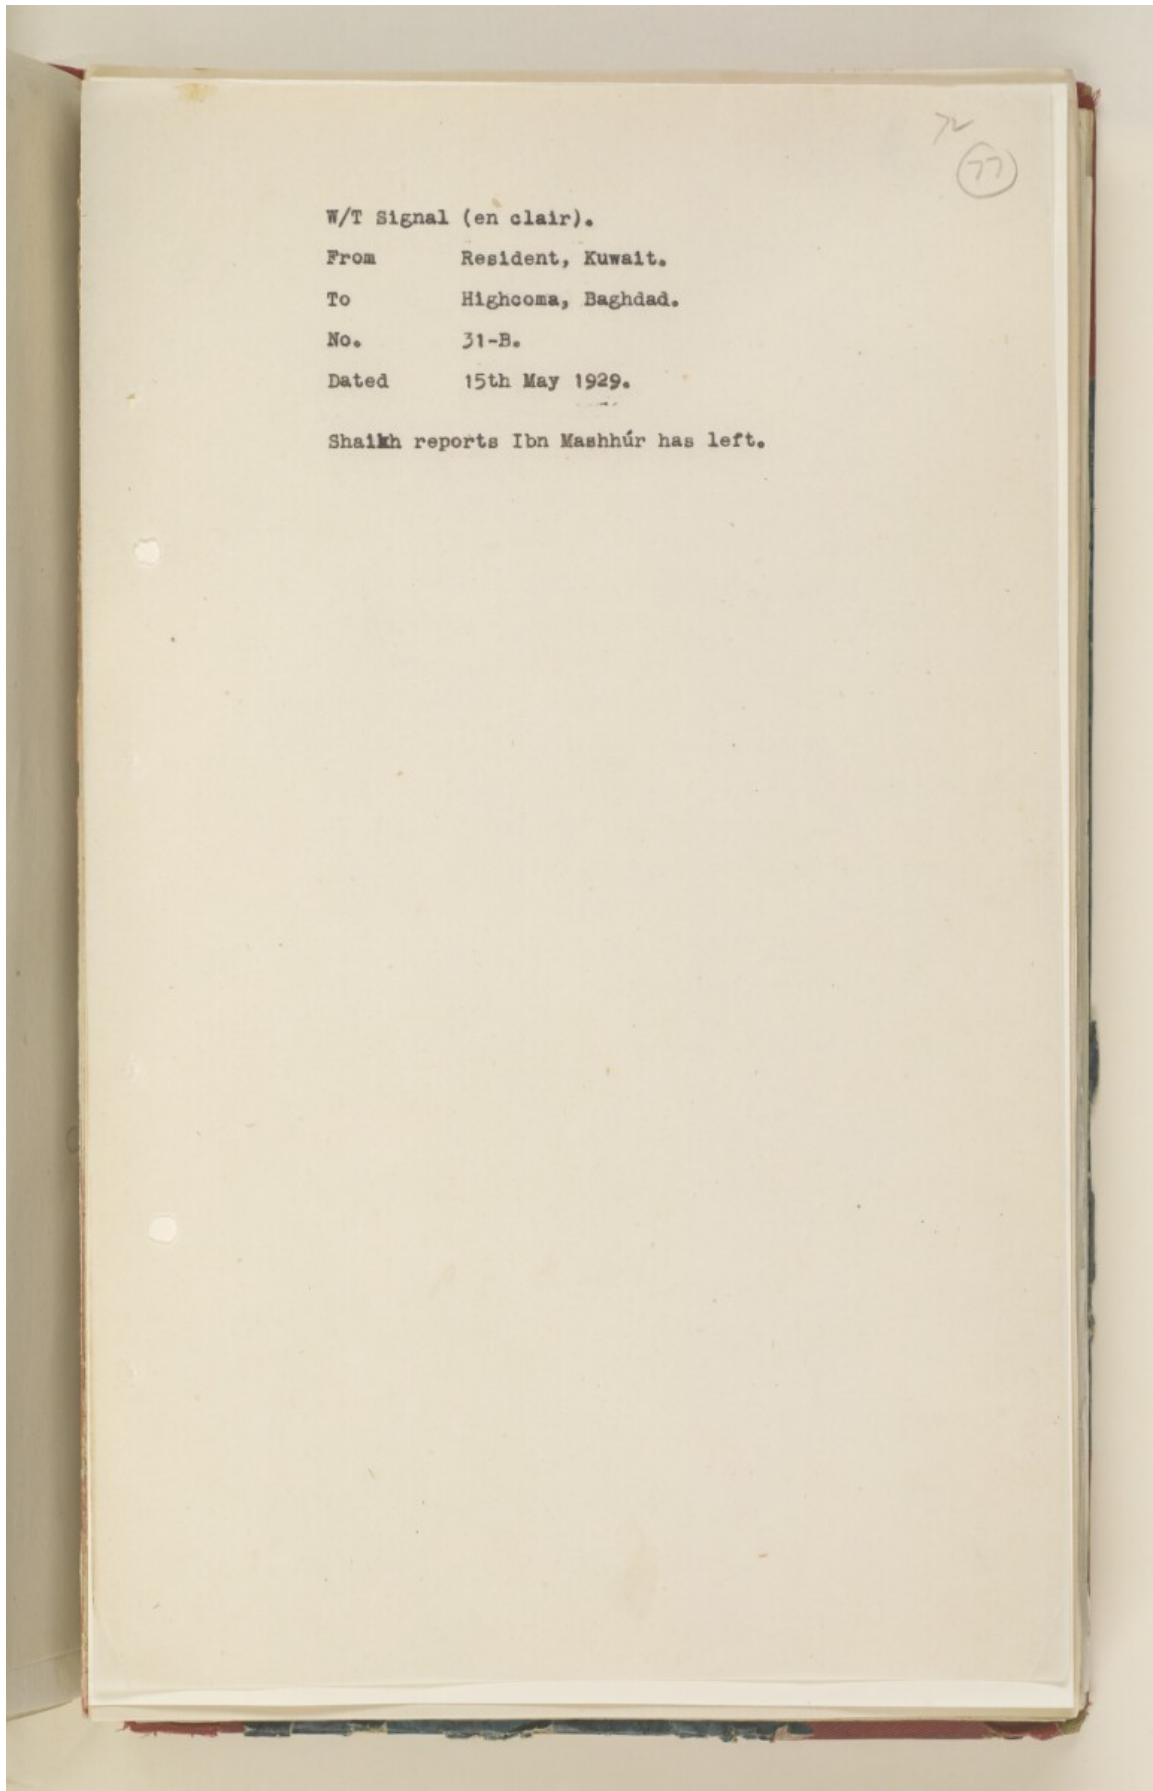 72
77
W/T Signal (en clair).
From Resident, Kuwait.
To Highcoma, Baghdad.
No. 31-B.
Dated 15th May 1929.
Shaikh reports Ibn Mashhúr has left.